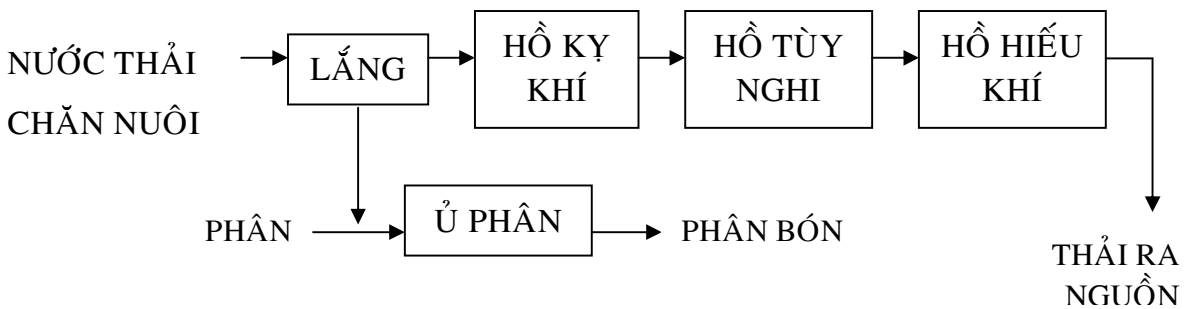 NƯỚC THẢI
CHĂN NUÔI
LẮNG
HỒ KỴ
KHÍ
HỒ TÙY
NGHI
HỒ HIẾU
KHÍ
PHÂN
Ủ PHÂN
PHÂN BÓN
THẢI RA
NGUỒN